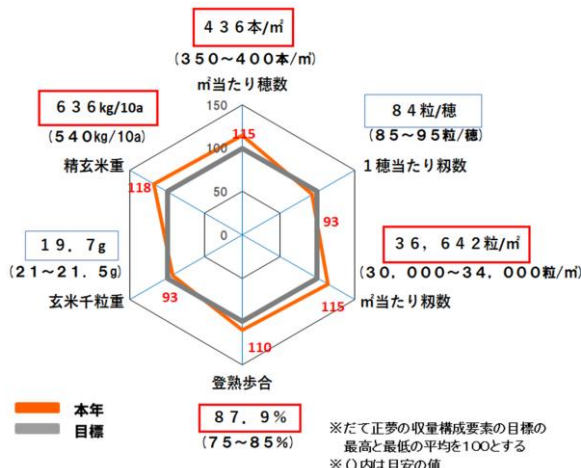 ４３６本/㎡
(３５０～４００本/㎡)
㎡当たり穂数
６３６kg/10a
(５４０kg/10a)
精玄米重
８４粒/穂
(８５～９５粒/穂)
１穂当たり籾数
150
100
50
0
115
118
93
93
115
110
１９．７g
(２１～２１．５g)
玄米千粒重
３６，６４２粒/㎡
(３０，０００～３４，０００粒/㎡)
㎡当たり籾数
登熟歩合
８７．９％
(７５～８５％)
本年
目標
※だて正夢の収量構成要素の目標の
最高と最低の平均を100とする
※（）内は目安の値